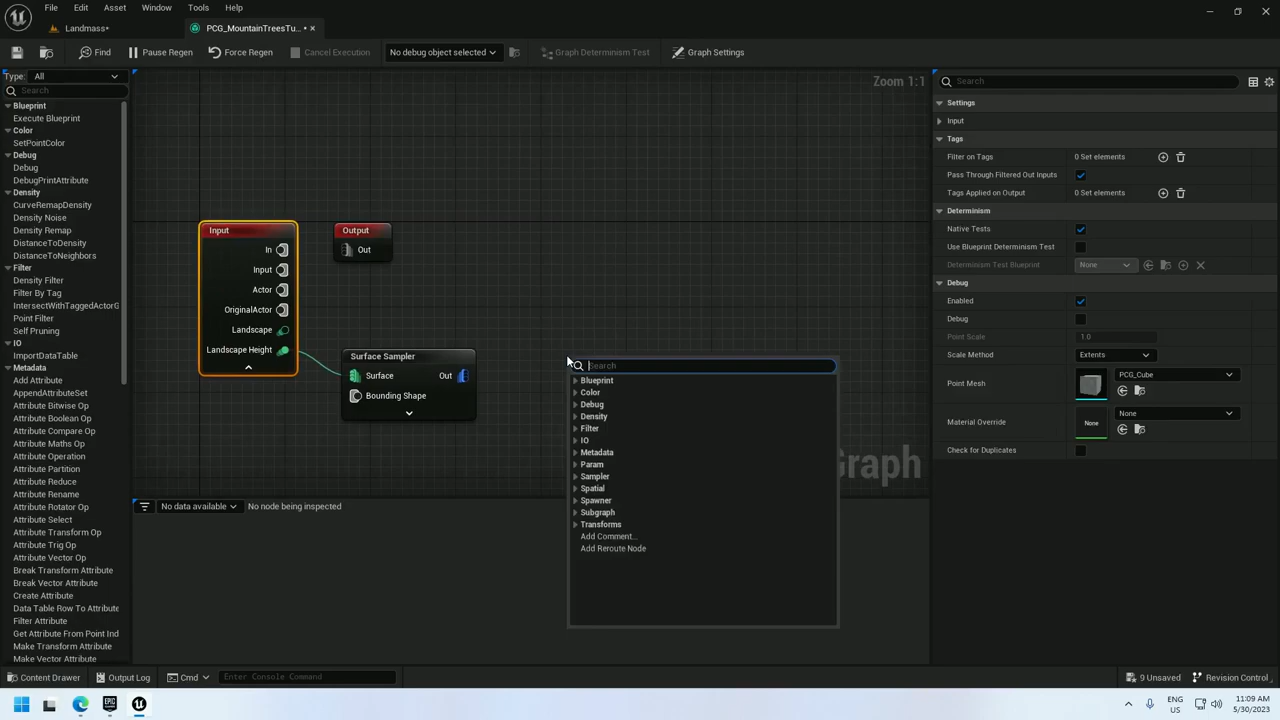 File Edit Asset Window Tools Help
Landmass*
PCG_MountainTreesTu... •
Find
Pause Regen
Force Regen
Cancel Execution
No debug object selected
Graph Determinism Test
Graph Settings
Type: All
Search
Blueprint
Execute Blueprint
Color
SetPointColor
Debug
Debug
DebugPrintAttribute
Density
CurveRemapDensity
Density Noise
Density Remap
DistanceToDensity
DistanceToNeighbors
Filter
Density Filter
Filter By Tag
IntersectWithTaggedActorG
Point Filter
Self Pruning
IO
ImportDataTable
Metadata
Add Attribute
AppendAttributeSet
Attribute Bitwise Op
Attribute Boolean Op
Attribute Compare Op
Attribute Maths Op
Attribute Operation
Attribute Partition
Attribute Reduce
Attribute Rename
Attribute Rotator Op
Attribute Select
Attribute Transform Op
Attribute Trig Op
Attribute Vector Op
Break Transform Attribute
Break Vector Attribute
Create Attribute
Data Table Row To Attribute
Filter Attribute
Get Attribute From Point Ind
Make Transform Attribute
Make Vector Attribute
Zoom 1:1
Input
In
Input
Actor
OriginalActor
Landscape
Landscape Height
Output
Out
Surface Sampler
Surface
Out
Bounding Shape
Search
Blueprint
Color
Debug
Density
Filter
IO
Metadata
Param
Sampler
Spatial
Spawner
Subgraph
Transforms
Add Comment...
Add Reroute Node
Graph
No data available
No node being inspected
Search
Settings
Input
Tags
Filter on Tags
0 Set elements
Pass Through Filtered Out Inputs
Tags Applied on Output
0 Set elements
Determinism
Native Tests
Use Blueprint Determinism Test
Determinism Test Blueprint
None
Debug
Enabled
Debug
Point Scale
1.0
Scale Method
Extents
Point Mesh
PCG_Cube
Material Override
None
None
Check for Duplicates
Content Drawer
Output Log
Cmd
Enter Console Command
9 Unsaved
Revision Control
ENG
US
11:09 AM
5/30/2023